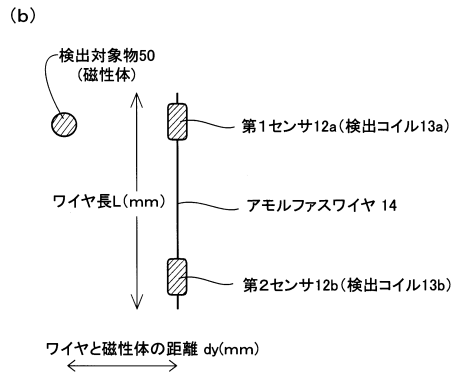 (b)
検出対象物50
(磁性体)
第1センサ12a(検出コイル13a)
ワイヤ長L(mm)
アモルファスワイヤ 14
第2センサ12b(検出コイル13b)
ワイヤと磁性体の距離 dy(mm)